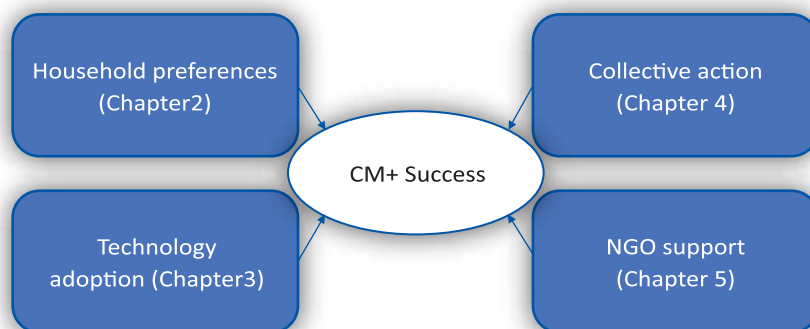 Household preferences
(Chapter2)
Collective action
(Chapter 4)
CM+ Success
Technology
adoption (Chapter3)
NGO support
(Chapter 5)